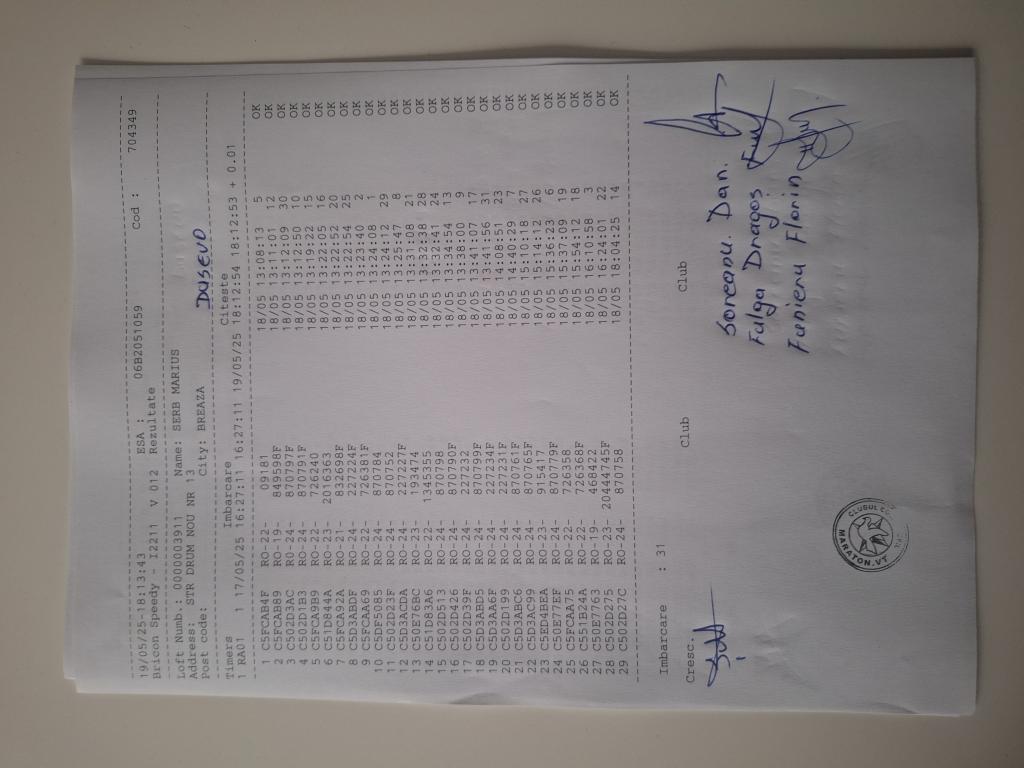 19/05/25-18:13:43 ESA : 06B2051059 Cod : 704349
Bricon Speedy - I2211 V 012 Rezultate
Loft Numb.: 0000003911 Name: SERB MARIUS
Address: STR DRUM NOU NR 13
Post code: City: BREAZA
DUSEVO
Timers Imbarcare Citeste
1 RA01 1 17/05/25 16:27:11 16:27:11 19/05/25 18:12:54 18:12:53 + 0.01
1 C5FCAB4F RO-22- 09181 18/05 13:08:13 5 OK
2 C5FCAB89 RO-19- 849598F 18/05 13:11:01 12 OK
3 C502D3AC RO-24- 870797F 18/05 13:12:09 30 OK
4 C502D1B3 RO-24- 870791F 18/05 13:12:50 10 OK
5 C5FCA9B9 RO-22- 726240 18/05 13:19:22 15 OK
6 C51D844A RO-23- 2016363 18/05 13:22:05 16 OK
7 C5FCA92A RO-21- 832698F 18/05 13:22:52 20 OK
8 C5D3ABDF RO-24- 227224F 18/05 13:22:54 25 OK
9 C5FCAA69 RO-22- 726381F 18/05 13:23:40 2 OK
10 C5DF5085 RO-24- 870784 18/05 13:24:08 1 OK
11 C502D23F RO-24- 870752 18/05 13:24:12 29 OK
12 C5D3ACDA RO-24- 227227F 18/05 13:25:47 8 OK
13 C50E76BC RO-23- 193474 18/05 13:31:08 21 OK
14 C51D83A6 RO-22- 1345355 18/05 13:32:38 28 OK
15 C502D513 RO-24- 870798 18/05 13:33:41 24 OK
16 C502D426 RO-24- 870790F 18/05 13:34:54 13 OK
17 C502D39F RO-24- 227232 18/05 13:38:00 9 OK
18 C5D3ABD5 RO-24- 870799F 18/05 13:41:07 17 OK
19 C5D3AA6F RO-24- 227234F 18/05 13:41:56 31 OK
20 C502D199 RO-24- 227231F 18/05 14:08:51 23 OK
21 C5D3ABC6 RO-24- 870761F 18/05 14:40:29 7 OK
22 C5D3AC99 RO-24- 870765F 18/05 15:10:18 27 OK
23 C5ED4BEA RO-23- 915417 18/05 15:14:12 26 OK
24 C50E77EF RO-24- 870779F 18/05 15:36:23 6 OK
25 C5FCAA75 RO-22- 726358 18/05 15:37:09 19 OK
26 C551B24A RO-22- 726368F 18/05 15:54:12 18 OK
27 C50E7763 RO-19- 468422 18/05 16:10:58 3 OK
28 C502D275 RO-23- 2044745F 18/05 16:24:01 22 OK
29 C502D27C RO-24- 870758 18/05 18:04:25 14 OK
Imbarcare : 31
Cresc. Club Club
Soreanu Dan.
Fulga Dragos
Funieru Florin
CLUBUL
MARATON.VT